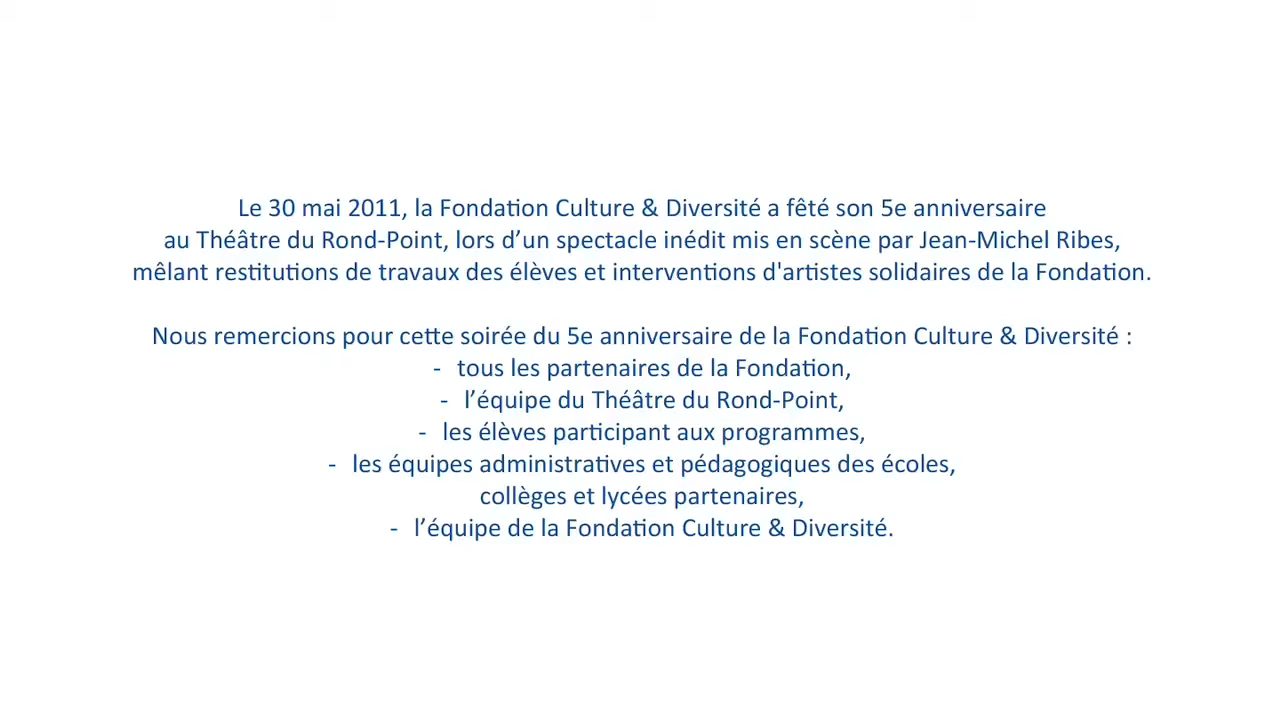 Le 30 mai 2011, la Fondation Culture & Diversité a fêté son 5e anniversaire
au Théâtre du Rond-Point, lors d’un spectacle inédit mis en scène par Jean-Michel Ribes,
mêlant restitutions de travaux des élèves et interventions d'artistes solidaires de la Fondation.
Nous remercions pour cette soirée du 5e anniversaire de la Fondation Culture & Diversité :
- tous les partenaires de la Fondation,
- l’équipe du Théâtre du Rond-Point,
- les élèves participant aux programmes,
- les équipes administratives et pédagogiques des écoles,
collèges et lycées partenaires,
- l’équipe de la Fondation Culture & Diversité.